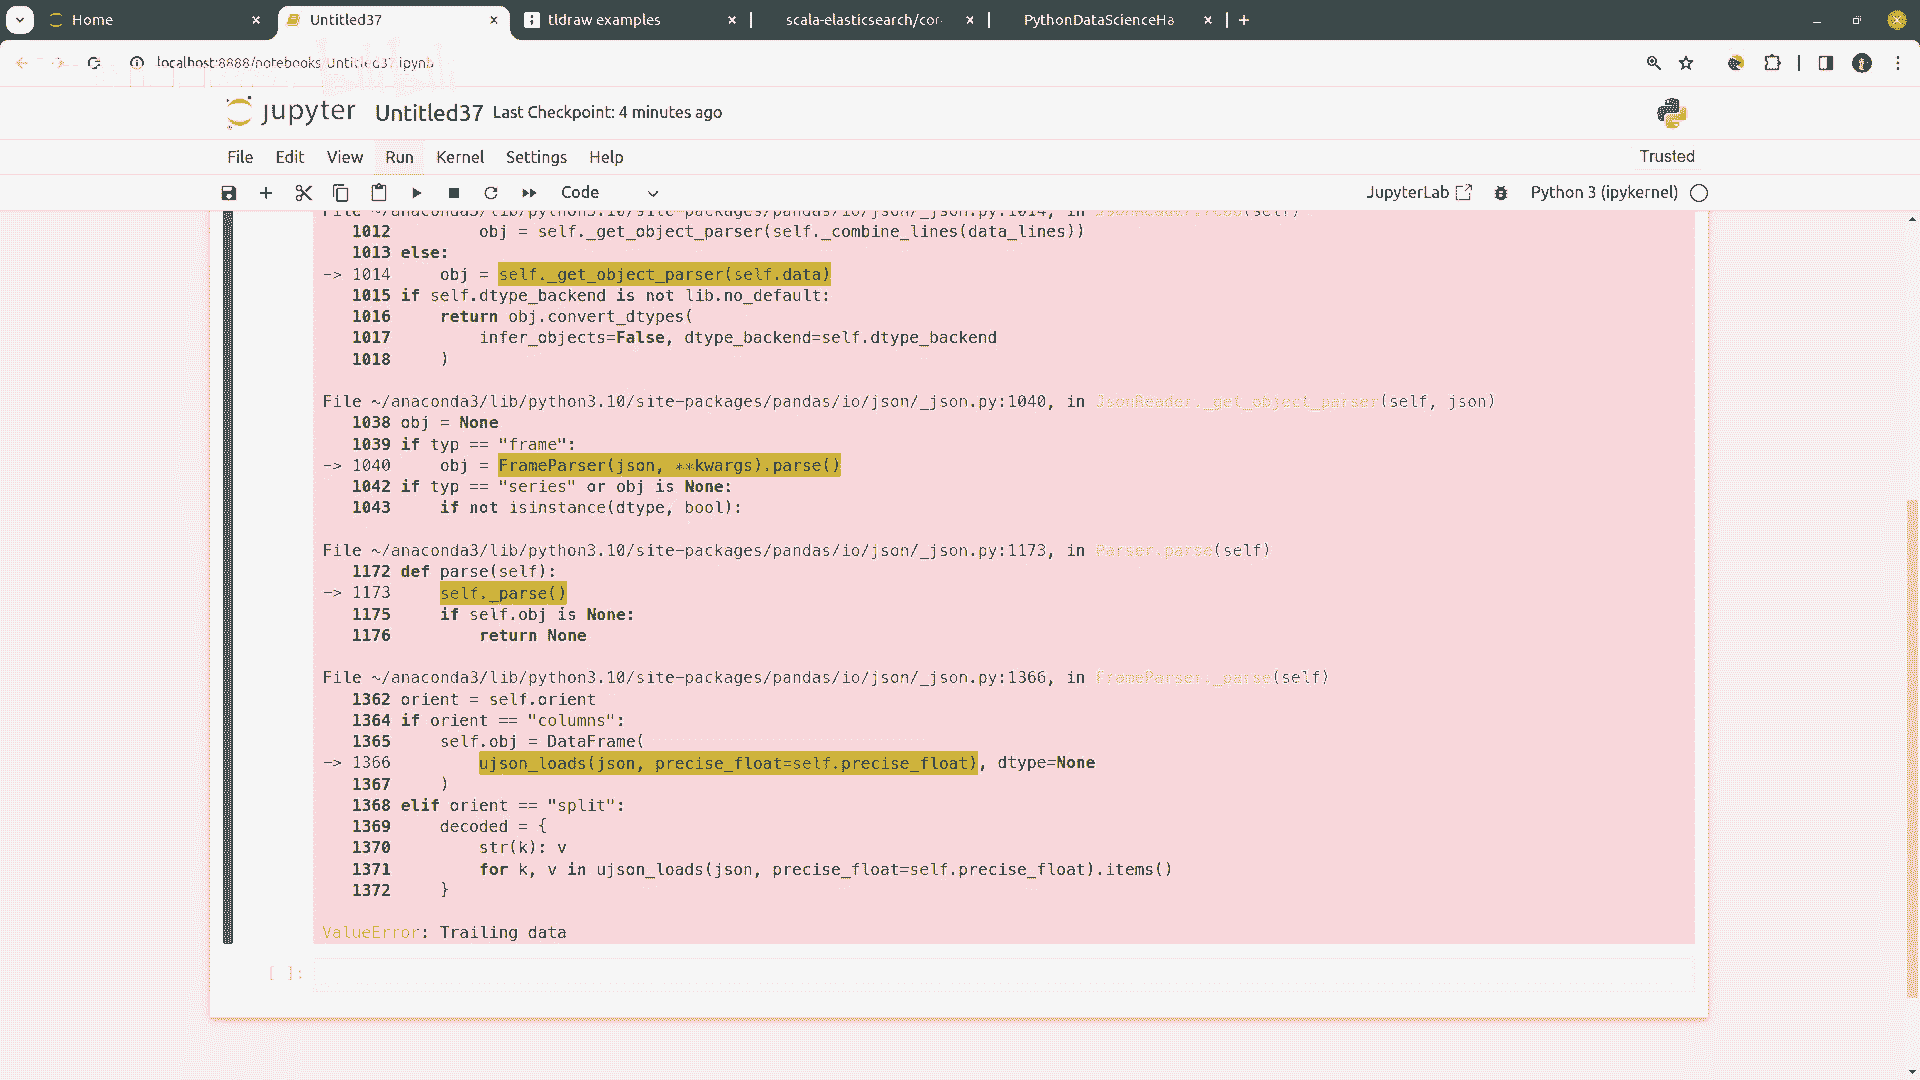 Home
Untitled37
tldraw examples
scala-elasticsearch/cor
PythonDataScienceHa
localhost:8888/notebooks/Untitled37.ipynb
jupyter Untitled37 Last Checkpoint: 4 minutes ago
File Edit View Run Kernel Settings Help Trusted
Code JupyterLab Python 3 (ipykernel)
File ~/anaconda3/lib/python3.10/site-packages/pandas/io/json/_json.py:1014, in JsonReader.read(self)
1012         obj = self._get_object_parser(self._combine_lines(data_lines))
1013 else:
-> 1014     obj = self._get_object_parser(self.data)
1015 if self.dtype_backend is not lib.no_default:
1016     return obj.convert_dtypes(
1017         infer_objects=False, dtype_backend=self.dtype_backend
1018     )
File ~/anaconda3/lib/python3.10/site-packages/pandas/io/json/_json.py:1040, in JsonReader._get_object_parser(self, json)
1038 obj = None
1039 if typ == "frame":
-> 1040     obj = FrameParser(json, **kwargs).parse()
1042 if typ == "series" or obj is None:
1043     if not isinstance(dtype, bool):
File ~/anaconda3/lib/python3.10/site-packages/pandas/io/json/_json.py:1173, in Parser.parse(self)
1172 def parse(self):
-> 1173     self._parse()
1175     if self.obj is None:
1176         return None
File ~/anaconda3/lib/python3.10/site-packages/pandas/io/json/_json.py:1366, in FrameParser._parse(self)
1362 orient = self.orient
1364 if orient == "columns":
1365     self.obj = DataFrame(
-> 1366         ujson_loads(json, precise_float=self.precise_float), dtype=None
1367     )
1368 elif orient == "split":
1369     decoded = {
1370         str(k): v
1371         for k, v in ujson_loads(json, precise_float=self.precise_float).items()
1372     }
ValueError: Trailing data
[ ]: